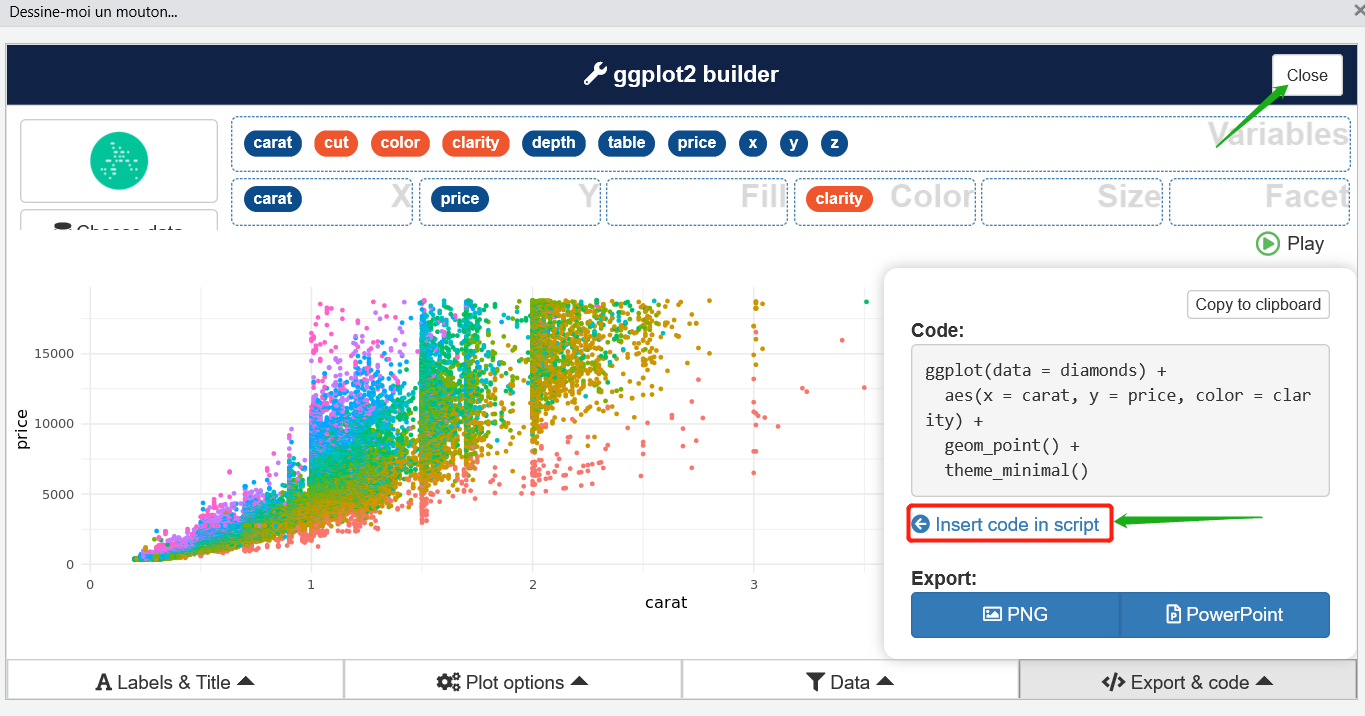 Dessine-moi un mouton...
ggplot2 builder
Close
carat cut color clarity depth table price x y z Variables
carat X price Y Fill clarity Color Size Facet
Choose data
Play
Copy to clipboard
Code:
ggplot(data = diamonds) +
aes(x = carat, y = price, color = clar
ity) +
geom_point() +
theme_minimal()
Insert code in script
Export:
PNG PowerPoint
price
15000
10000
5000
0
0 1 2 3
carat
Labels & Title Plot options Data Export & code